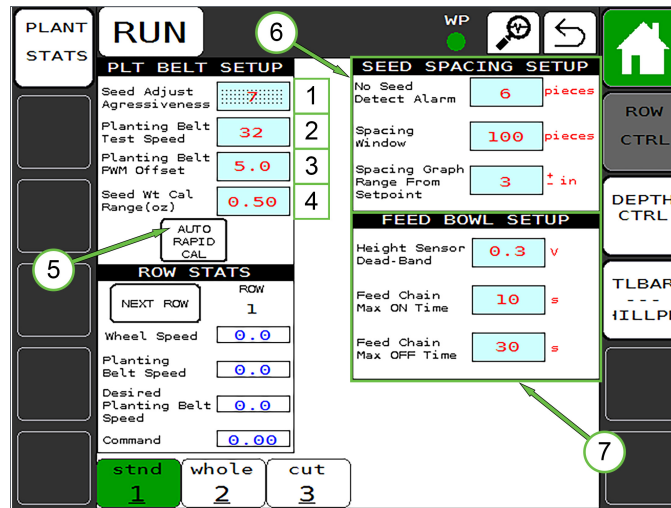 PLANT
STATS
RUN
WP
6
PLT BELT SETUP
Seed Adjust
Agressiveness
7
1
Planting Belt
Test Speed
32
2
Planting Belt
PWM Offset
5.0
3
Seed Wt Cal
Range(oz)
0.50
4
AUTO
RAPID
CAL
5
ROW STATS
NEXT ROW
ROW
1
Wheel Speed
0.0
Planting
Belt Speed
0.0
Desired
Planting Belt
Speed
0.0
Command
0.00
SEED SPACING SETUP
No Seed
Detect Alarm
6
pieces
Spacing
Window
100
pieces
Spacing Graph
Range From
Setpoint
3
± in
FEED BOWL SETUP
Height Sensor
Dead-Band
0.3
V
Feed Chain
Max ON Time
10
s
Feed Chain
Max OFF Time
30
s
7
ROW
CTRL
DEPTH
CTRL
TLBAR
---
HILLPI
stnd
1
whole
2
cut
3